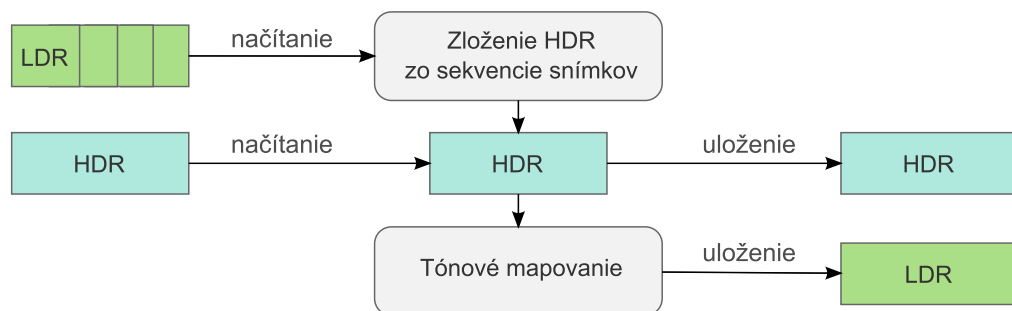 LDR
načítanie
Zloženie HDR
zo sekvencie snímkov
HDR
načítanie
HDR
uloženie
HDR
Tónové mapovanie
uloženie
LDR